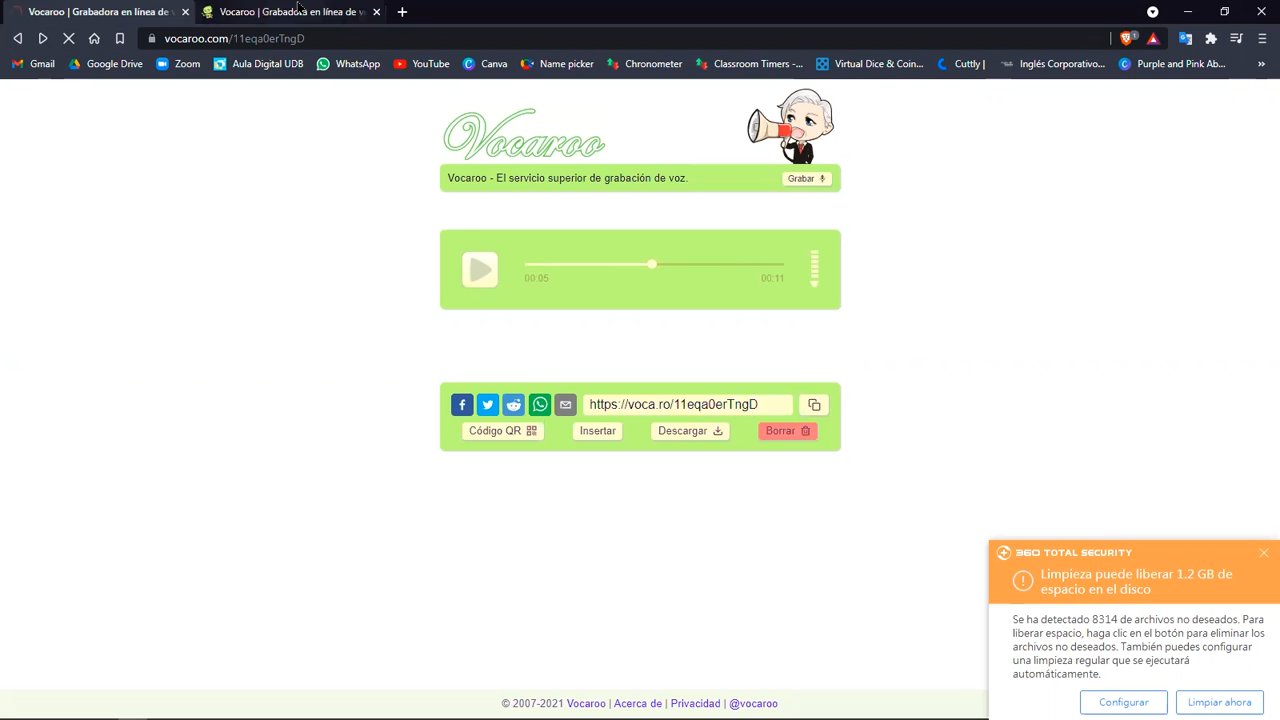 Vocaroo | Grabadora en línea de v
Vocaroo | Grabadora en línea de v
vocaroo.com/11eqa0erTngD
1
Gmail
Google Drive
Zoom
Aula Digital UDB
WhatsApp
YouTube
Canva
Name picker
Chronometer
Classroom Timers -...
Virtual Dice & Coin...
Cuttly |
Inglés Corporativo...
Purple and Pink Ab...
Vocaroo
Vocaroo - El servicio superior de grabación de voz.
Grabar
00:05
00:11
https://voca.ro/11eqa0erTngD
Código QR
Insertar
Descargar
Borrar
360 TOTAL SECURITY
Limpieza puede liberar 1.2 GB de
espacio en el disco
Se ha detectado 8314 de archivos no deseados. Para
liberar espacio, haga clic en el botón para eliminar los
archivos no deseados. También puedes configurar
una limpieza regular que se ejecutará
automáticamente.
Configurar
Limpiar ahora
© 2007-2021 Vocaroo | Acerca de | Privacidad | @vocaroo